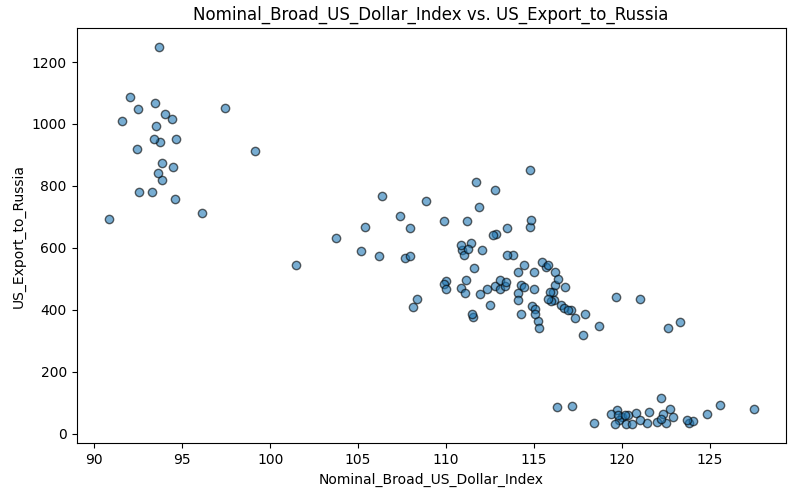 Nominal_Broad_US_Dollar_Index vs. US_Export_to_Russia
1200
1000
800
600
400
200
0
US_Export_to_Russia
90 95 100 105 110 115 120 125
Nominal_Broad_US_Dollar_Index